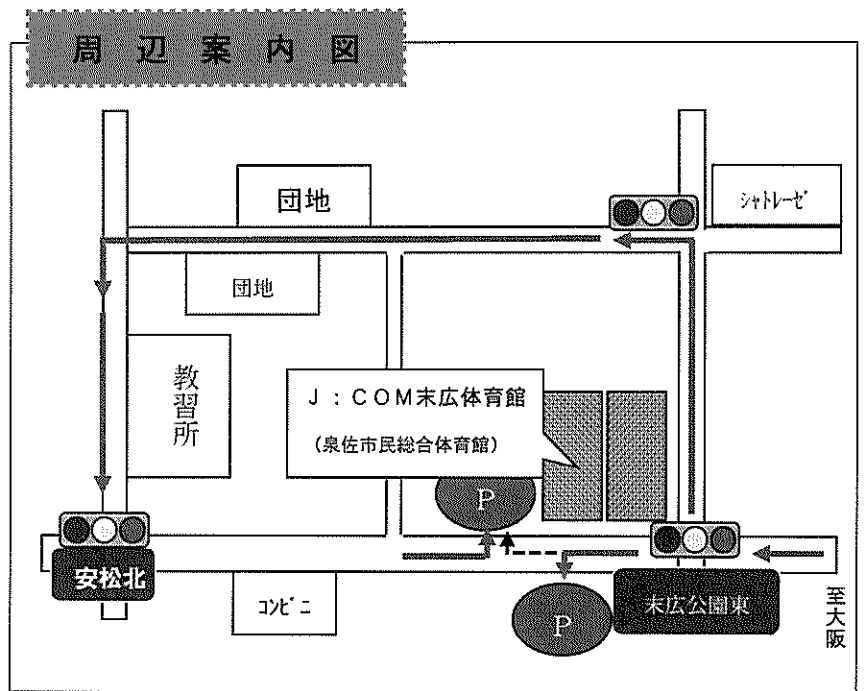 周辺案内図
団地
シャトレーゼ
団地
教習所
J：COM末広体育館
（泉佐市民総合体育館）
P
安松北
コンビニ
P
末広公園東
至大阪